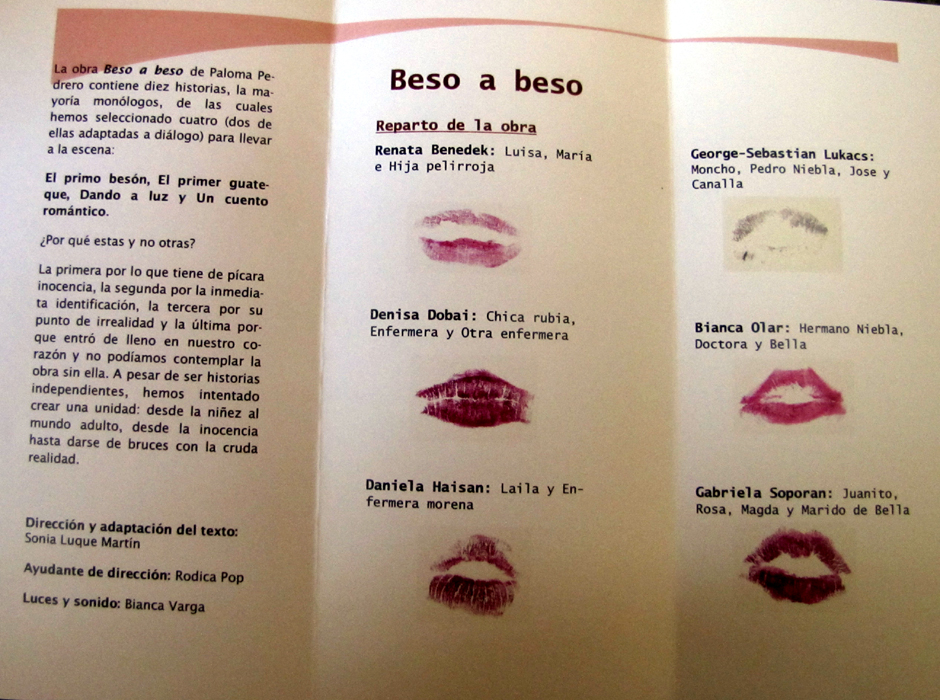 La obra Beso a beso de Paloma Pe-
drero contiene diez historias, la ma-
yoría monólogos, de las cuales
hemos seleccionado cuatro (dos de
ellas adaptadas a diálogo) para llevar
a la escena:
El primo besón, El primer guate-
que, Dando a luz y Un cuento
romántico.
¿Por qué estas y no otras?
La primera por lo que tiene de pícara
inocencia, la segunda por la inmedia-
ta identificación, la tercera por su
punto de irrealidad y la última por-
que entró de lleno en nuestro co-
razón y no podíamos contemplar la
obra sin ella. A pesar de ser historias
independientes, hemos intentado
crear una unidad: desde la niñez al
mundo adulto, desde la inocencia
hasta darse de bruces con la cruda
realidad.
Dirección y adaptación del texto:
Sonia Luque Martín
Ayudante de dirección: Rodica Pop
Luces y sonido: Bianca Varga
Beso a beso
Reparto de la obra
Renata Benedek: Luisa, María
e Hija pelirroja
Denisa Dobai: Chica rubia,
Enfermera y Otra enfermera
Daniela Haisan: Laila y En-
fermera morena
George-Sebastian Lukacs:
Moncho, Pedro Niebla, Jose y
Canalla
Bianca Olar: Hermano Niebla,
Doctora y Bella
Gabriela Soporan: Juanito,
Rosa, Magda y Marido de Bella